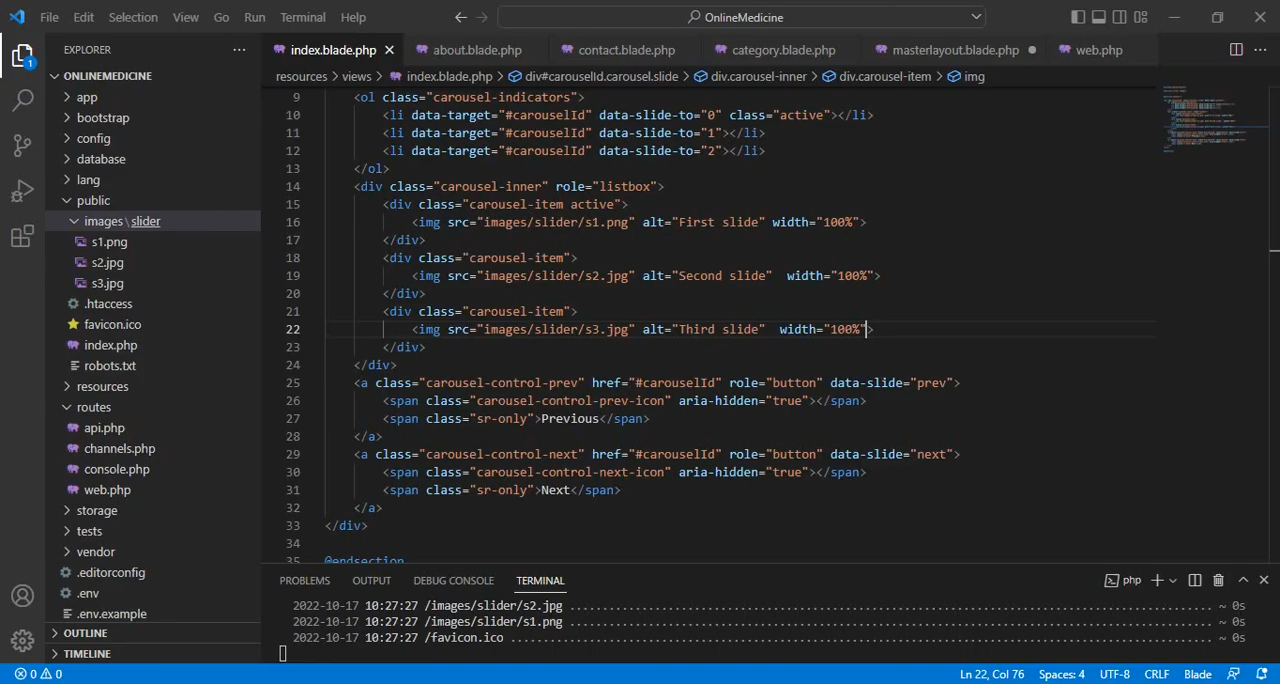 File Edit Selection View Go Run Terminal Help
OnlineMedicine
EXPLORER
index.blade.php about.blade.php contact.blade.php category.blade.php masterlayout.blade.php web.php
resources > views > index.blade.php > div#carouselId.carousel.slide > div.carousel-inner > div.carousel-item > img
ONLINEMEDICINE
app
bootstrap
config
database
lang
public
images\slider
s1.png
s2.jpg
s3.jpg
.htaccess
favicon.ico
index.php
robots.txt
resources
routes
api.php
channels.php
console.php
web.php
storage
tests
vendor
.editorconfig
.env
.env.example
OUTLINE
TIMELINE
9 <ol class="carousel-indicators">
10 <li data-target="#carouselId" data-slide-to="0" class="active"></li>
11 <li data-target="#carouselId" data-slide-to="1"></li>
12 <li data-target="#carouselId" data-slide-to="2"></li>
13 </ol>
14 <div class="carousel-inner" role="listbox">
15 <div class="carousel-item active">
16 <img src="images/slider/s1.png" alt="First slide" width="100%">
17 </div>
18 <div class="carousel-item">
19 <img src="images/slider/s2.jpg" alt="Second slide"  width="100%">
20 </div>
21 <div class="carousel-item">
22 <img src="images/slider/s3.jpg" alt="Third slide"  width="100%">
23 </div>
24 </div>
25 <a class="carousel-control-prev" href="#carouselId" role="button" data-slide="prev">
26 <span class="carousel-control-prev-icon" aria-hidden="true"></span>
27 <span class="sr-only">Previous</span>
28 </a>
29 <a class="carousel-control-next" href="#carouselId" role="button" data-slide="next">
30 <span class="carousel-control-next-icon" aria-hidden="true"></span>
31 <span class="sr-only">Next</span>
32 </a>
33 </div>
34
35 @endsection
PROBLEMS OUTPUT DEBUG CONSOLE TERMINAL
php
2022-10-17 10:27:27 /images/slider/s2.jpg ........................................ ~ 0s
2022-10-17 10:27:27 /images/slider/s1.png ........................................ ~ 0s
2022-10-17 10:27:27 /favicon.ico ........................................ ~ 0s
0 0 Ln 22, Col 76 Spaces: 4 UTF-8 CRLF Blade
1